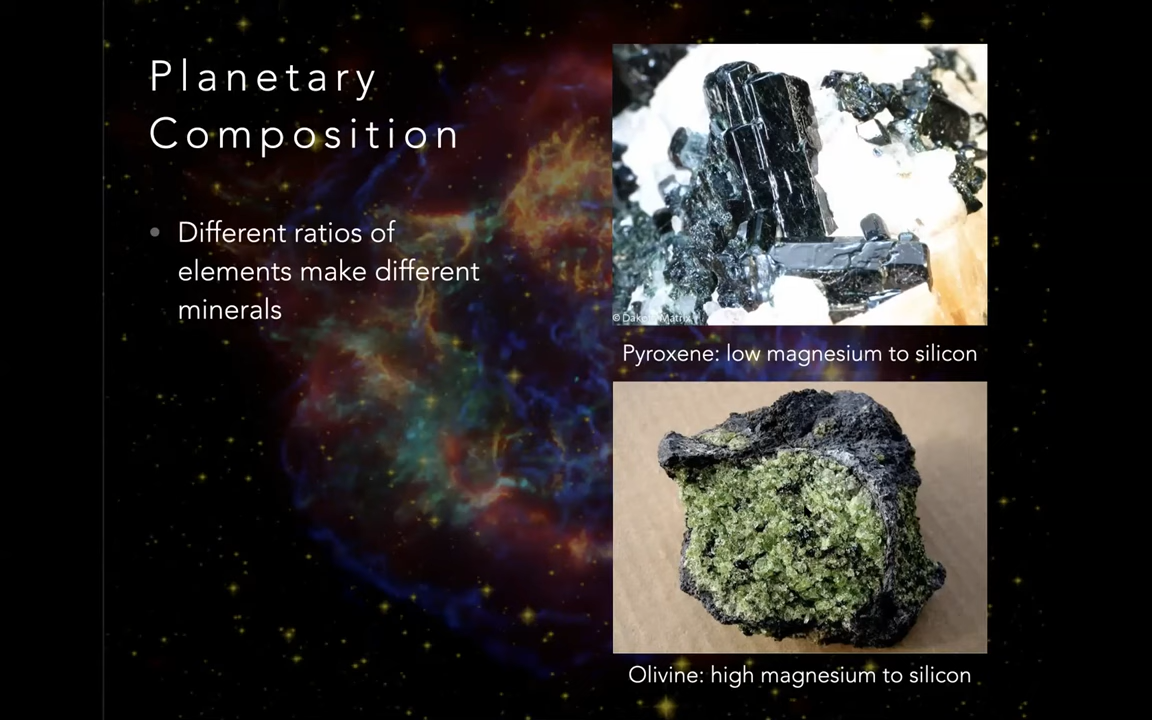 Planetary
Composition
Different ratios of
elements make different
minerals
Pyroxene: low magnesium to silicon
Olivine: high magnesium to silicon